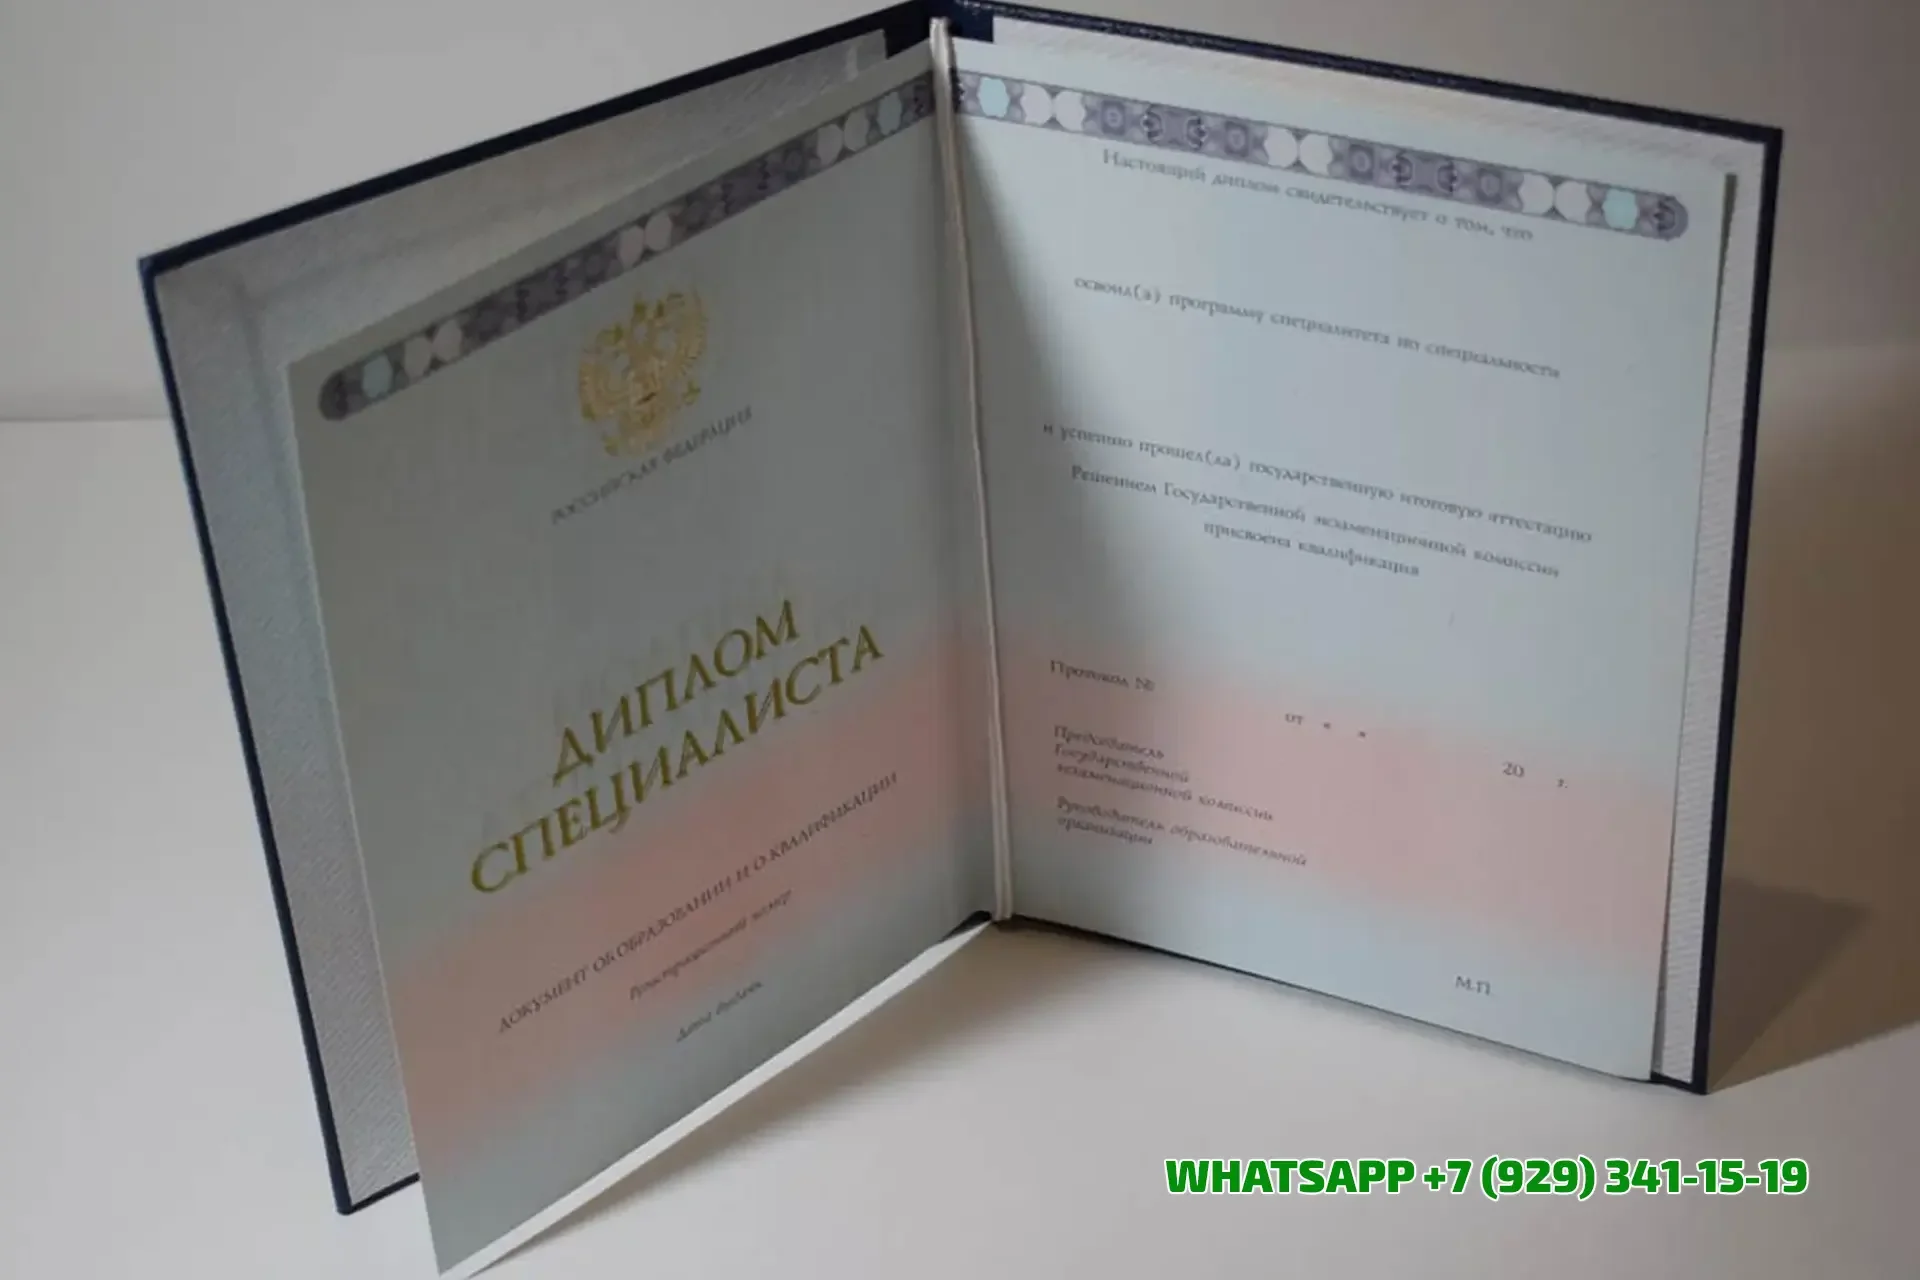 РОССИЙСКАЯ ФЕДЕРАЦИЯ
ДИПЛОМ
СПЕЦИАЛИСТА
ДОКУМЕНТ ОБ ОБРАЗОВАНИИ И О КВАЛИФИКАЦИИ
Регистрационный номер
Дата выдачи
Настоящий диплом свидетельствует о том, что
освоил(а) программу специалитета по специальности
и успешно прошел(ла) государственную итоговую аттестацию
Решением Государственной экзаменационной комиссии
присвоена квалификация
Протокол №
от « » 20 г.
Председатель
Государственной
экзаменационной комиссии
Руководитель образовательной
организации
М.П.
WHATSAPP +7 (929) 341-15-19